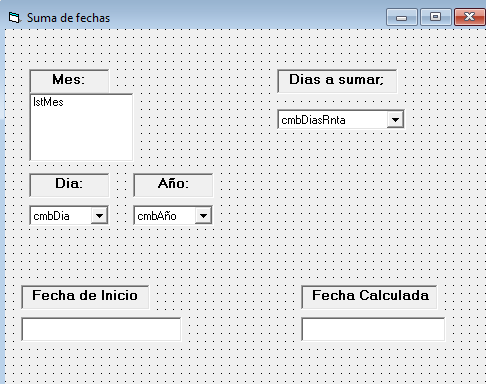 Suma de fechas
Mes:
lstMes
Dias a sumar;
cmbDiasRnta
Dia:
Año:
cmbDia
cmbAño
Fecha de Inicio
Fecha Calculada